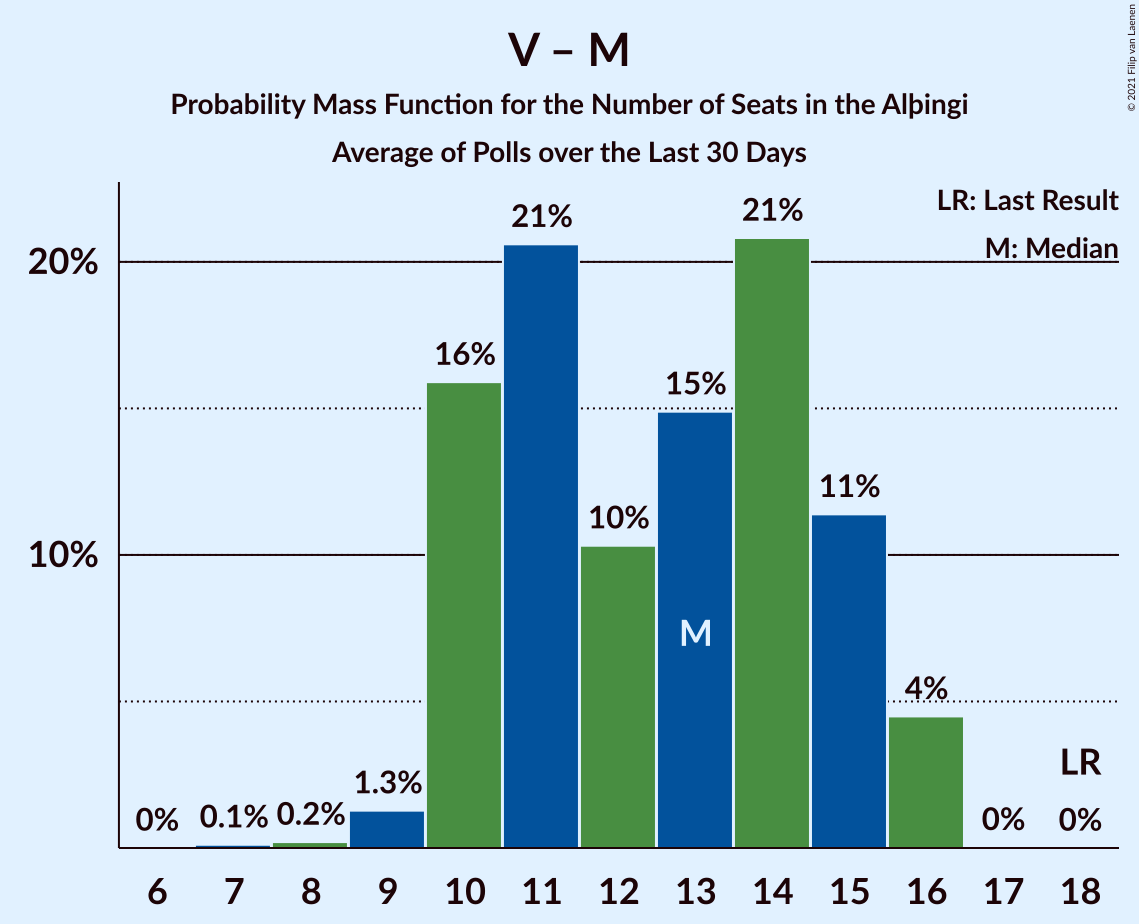 V – M
Probability Mass Function for the Number of Seats in the Alþingi
Average of Polls over the Last 30 Days
© 2021 Filip van Laenen
LR: Last Result
M: Median
20%
10%
0%
0.1%
0.2%
1.3%
16%
21%
10%
15%
21%
11%
4%
0%
0%
M
LR
6 7 8 9 10 11 12 13 14 15 16 17 18